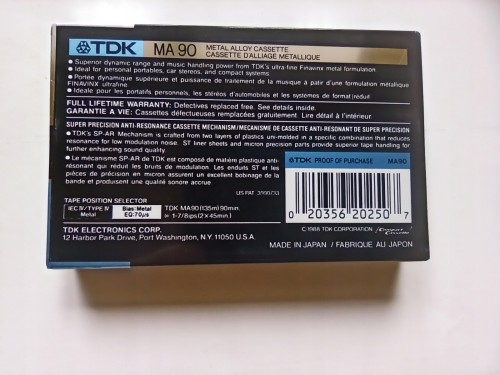 TDK MA 90 METAL ALLOY CASSETTE
CASSETTE D'ALLIAGE METALLIQUE
● Superior dynamic range and music handling power from TDK's ultra-fine Finavinx metal formulation
● Ideal for personal portables, car stereos, and compact systems
● Portée dynamique supérieure et puissance de traitement de la musique à partir d'une formulation métallique
FINAVINX ultrafine
● Idéale pour les portatifs personnels, les stéréos d'automobiles et les systèmes de format réduit
FULL LIFETIME WARRANTY: Defectives replaced free. See details inside.
GARANTIE A VIE: Cassettes défectueuses remplacées gratuitement. Lire détail à l'intérieur.
SUPER PRECISION ANTI-RESONANCE CASSETTE MECHANISM/MECANISME DE CASSETTE ANTI-RESONANT DE SUPER PRECISION
● TDK's SP-AR Mechanism is crafted from two layers of plastics uni-molded in a specific combination that reduces
resonance for low modulation noise. ST liner sheets and micron precision parts provide superior tape handling for
further enhancing sound quality.
● Le mécanisme SP-AR de TDK est composé de matière plastique anti-
résonant qui réduit les bruits de modulation. Les enduits ST et les
pièces de précision en micron assurent un excellent bobinage de la
bande et produisent une qualité sonore accrue
US PAT.
TDK PROOF OF PURCHASE MA90
0 20356 20250 7
TAPE POSITION SELECTOR
IEC IV/TYPE IV
Metal
Bias: Metal
EQ: 70µs
TDK MA90 (135m) 90min.
= 1-7/8ips (2×45min)
TDK ELECTRONICS CORP.
12 Harbor Park Drive, Port Washington, N.Y. 11050 U.S.A.
© 1988 TDK CORPORATION / Compact Cassette
MADE IN JAPAN / FABRIQUE AU JAPON